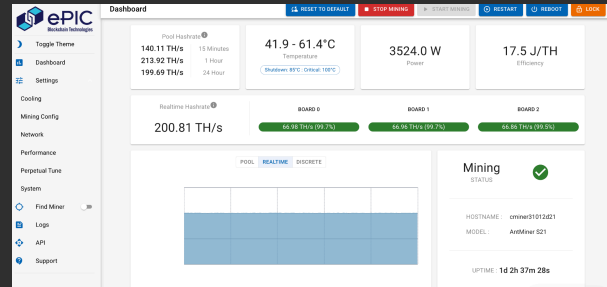 ePIC
Blockchain Technologies
Dashboard
RESET TO DEFAULT
STOP MINING
START MINING
RESTART
REBOOT
LOCK
Toggle Theme
Dashboard
Settings
Cooling
Mining Config
Network
Performance
Perpetual Tune
System
Find Miner
Logs
API
Support
Pool Hashrate
140.11 TH/s 15 Minutes
213.92 TH/s 1 Hour
199.69 TH/s 24 Hour
41.9 - 61.4°C
Temperature
Shutdown: 85°C Critical: 100°C
3524.0 W
Power
17.5 J/TH
Efficiency
Realtime Hashrate
200.81 TH/s
BOARD 0
66.98 TH/s (99.7%)
BOARD 1
66.96 TH/s (99.7%)
BOARD 2
66.86 TH/s (99.5%)
POOL REALTIME DISCRETE
Mining
STATUS
HOSTNAME : cminer31012d21
MODEL : AntMiner S21
UPTIME : 1d 2h 37m 28s